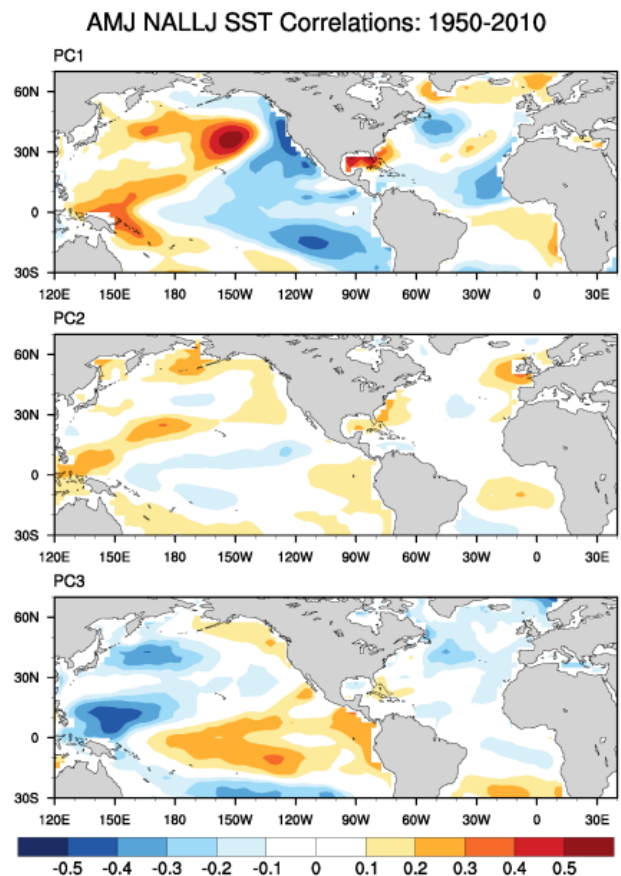 AMJ NALLJ SST Correlations: 1950-2010
PC1
60N
30N
0
30S
120E 150E 180 150W 120W 90W 60W 30W 0 30E
PC2
60N
30N
0
30S
120E 150E 180 150W 120W 90W 60W 30W 0 30E
PC3
60N
30N
0
30S
120E 150E 180 150W 120W 90W 60W 30W 0 30E
-0.5 -0.4 -0.3 -0.2 -0.1 0 0.1 0.2 0.3 0.4 0.5